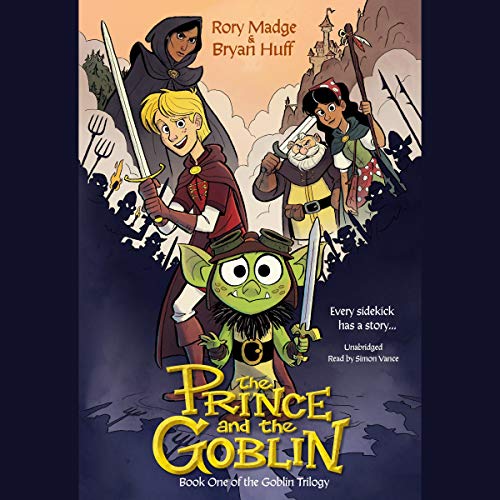 Rory Madge
&
Bryan Huff
Every sidekick
has a story...
Unabridged
Read by Simon Vance
The
PRINCE
and the
GOBLIN
Book One of the Goblin Trilogy